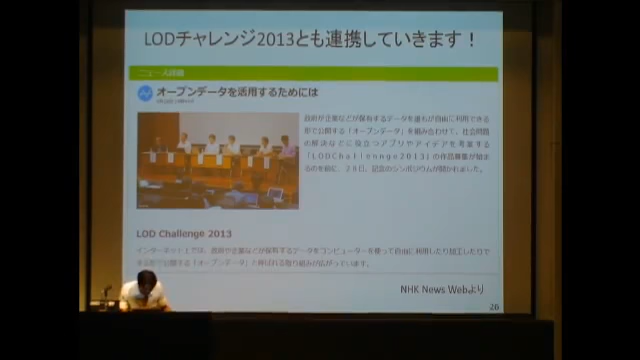 LODチャレンジ2013とも連携していきます！
ニュース詳細
オープンデータを活用するためには
政府や企業などが保有するデータを誰もが自由に利用できる
形で公開する「オープンデータ」を組み合わせて、社会問題
の解決などに役立つアプリやアイデアを考案する
「ＬＯＤＣｈａｌｌｅｎｎｇｅ２０１３」の作品募集が始ま
るのを前に、２８日、記念のシンポジウムが開かれました。
LOD Challenge 2013
インターネット上では、政府や企業などが保有するデータをコンピューターを使って自由に利用したり加工したりで
きる形で公開する「オープンデータ」と呼ばれる取り組みが広がっています。
NHK News Webより
26